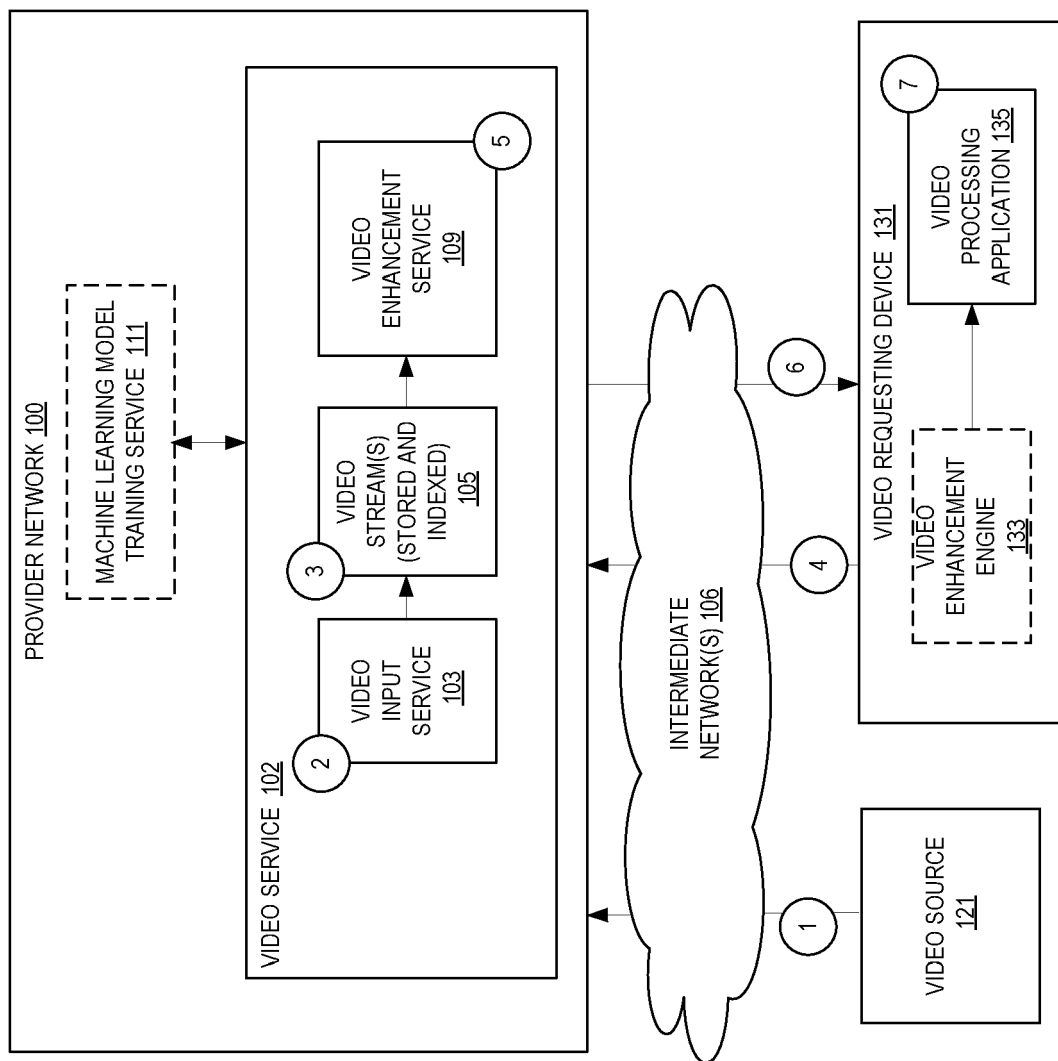 PROVIDER NETWORK 100
MACHINE LEARNING MODEL
TRAINING SERVICE 111
VIDEO SERVICE 102
2
VIDEO
INPUT
SERVICE
103
3
VIDEO
STREAM(S)
(STORED AND
INDEXED)
105
VIDEO
ENHANCEMENT
SERVICE
109
5
INTERMEDIATE
NETWORK(S) 106
1
4
6
VIDEO SOURCE
121
VIDEO REQUESTING DEVICE 131
VIDEO
ENHANCEMENT
ENGINE
133
7
VIDEO
PROCESSING
APPLICATION 135